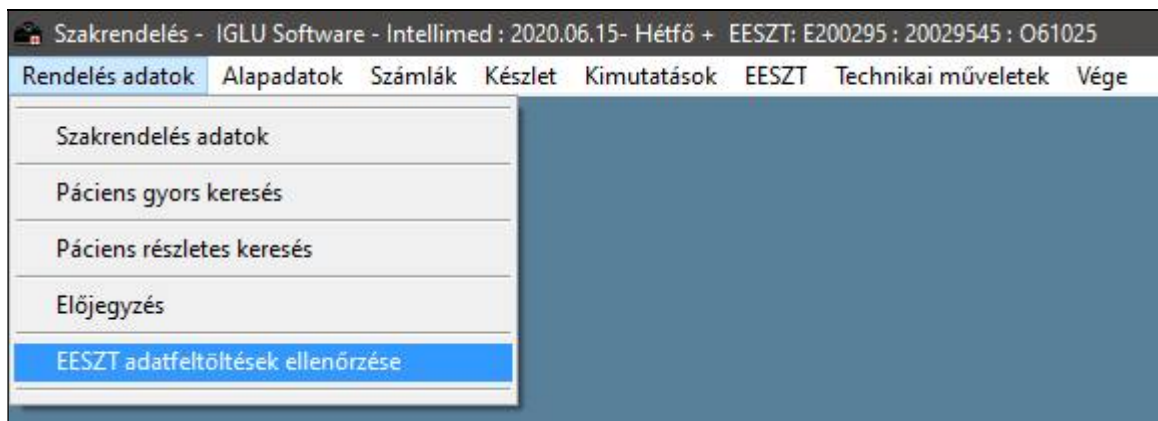 Szakrendelés - IGLU Software - Intellimed : 2020.06.15- Hétfő + EESZT: E200295 : 20029545 : O61025
Rendelés adatok Alapadatok Számlák Készlet Kimutatások EESZT Technikai műveletek Vége
Szakrendelés adatok
Páciens gyors keresés
Páciens részletes keresés
Előjegyzés
EESZT adatfeltöltések ellenőrzése